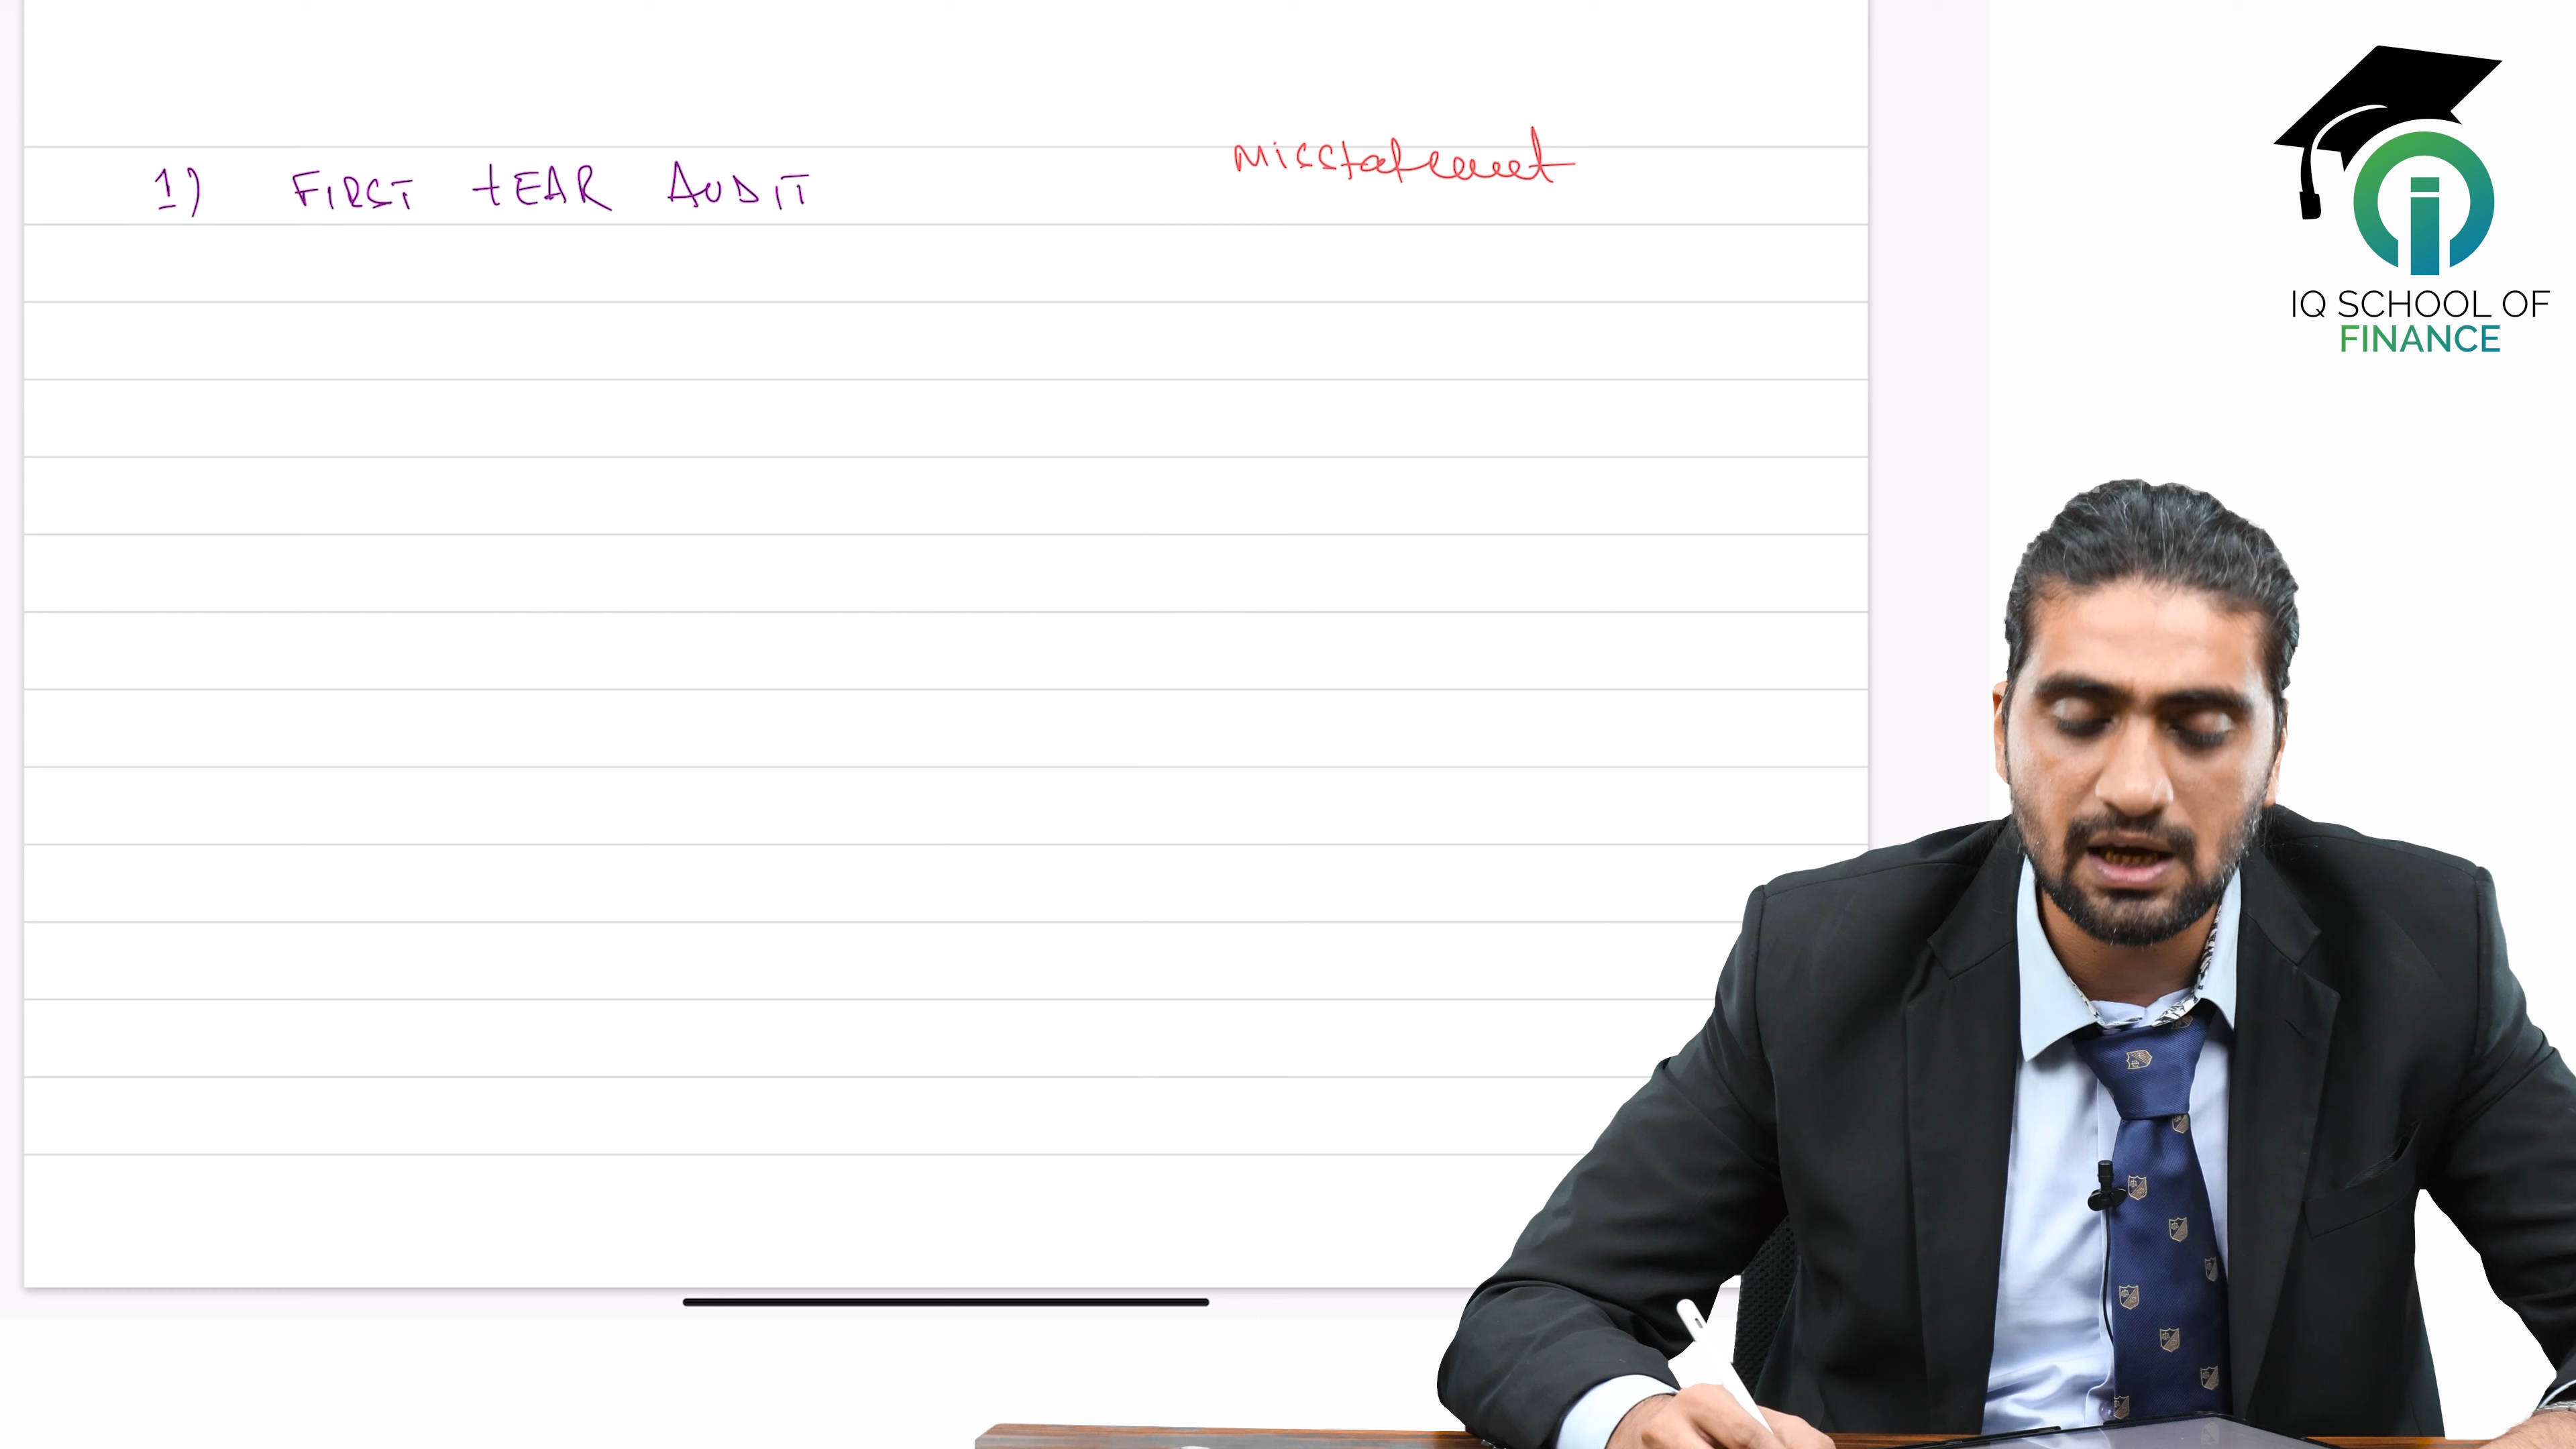 1) FIRST YEAR AUDIT
Misstatement
IQ SCHOOL OF
FINANCE